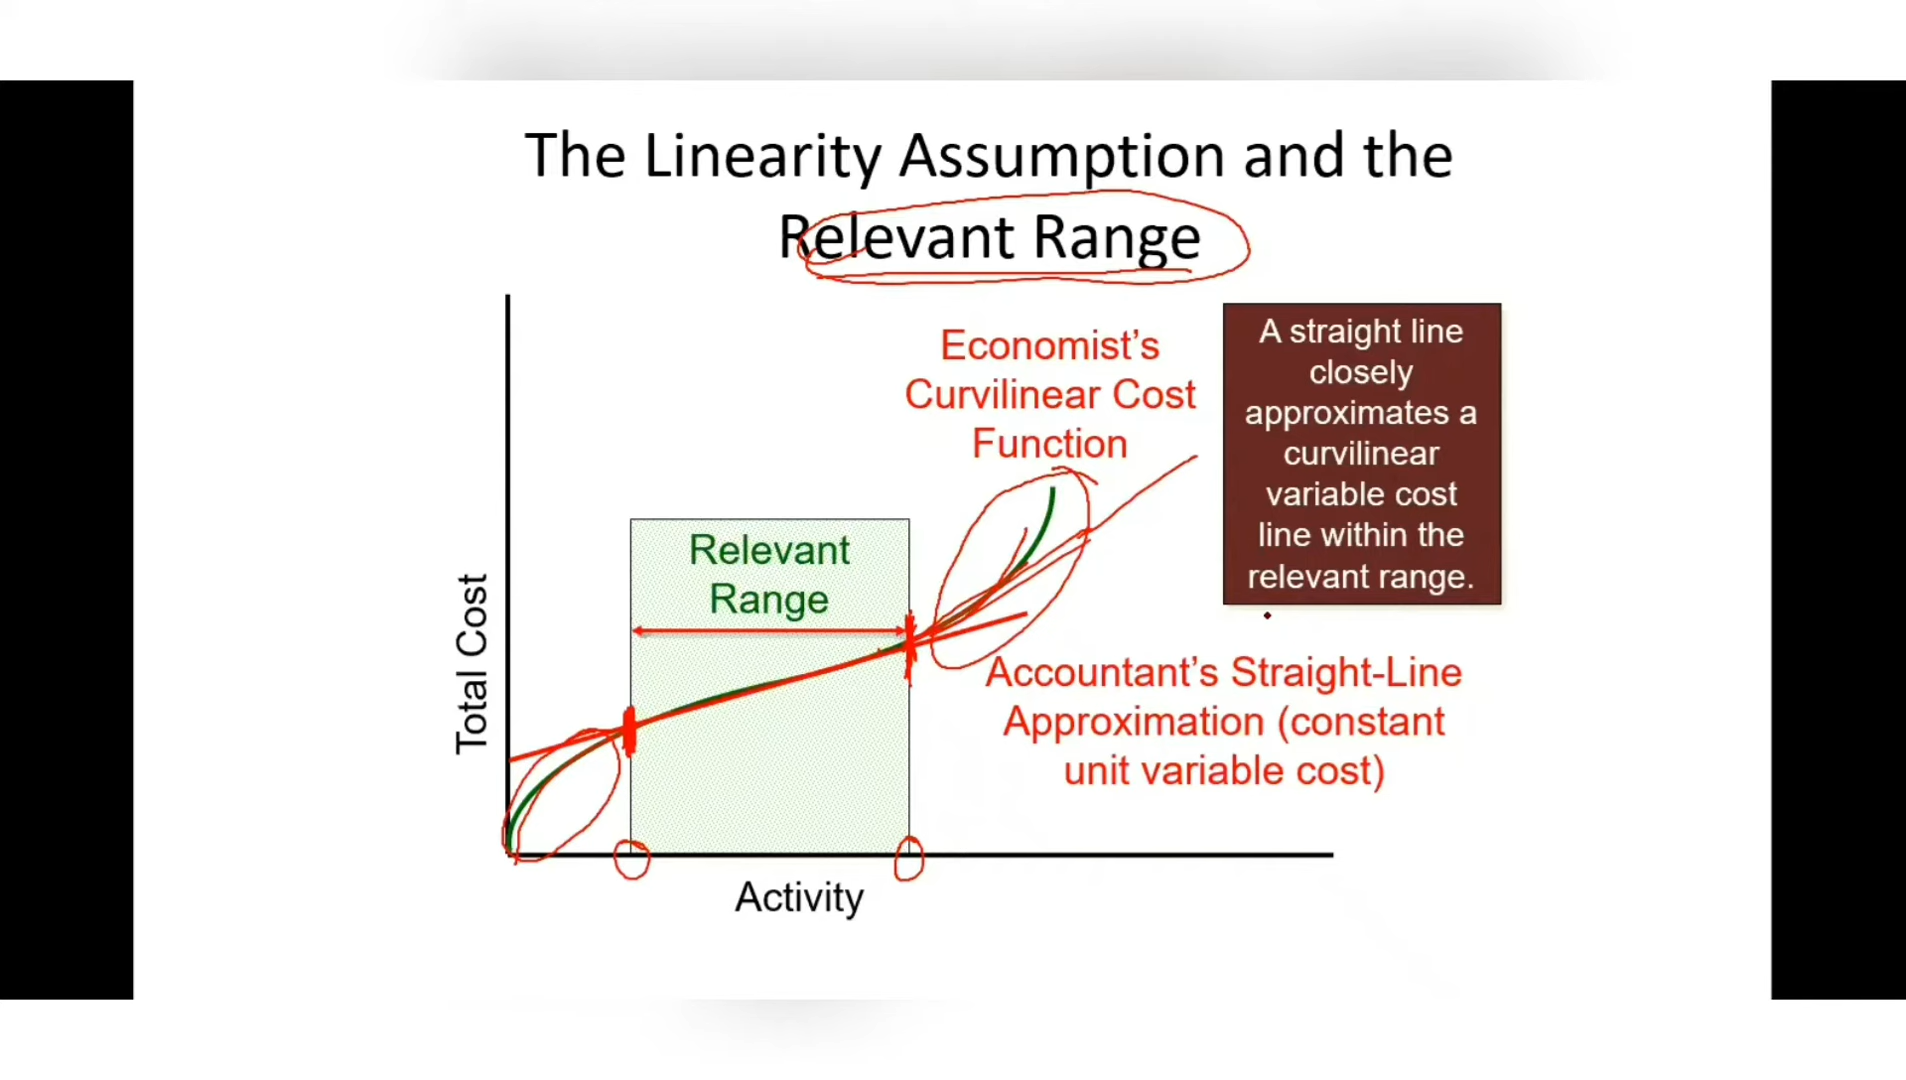 The Linearity Assumption and the
Relevant Range
Economist's
Curvilinear Cost
Function
A straight line
closely
approximates a
curvilinear
variable cost
line within the
relevant range.
Relevant
Range
Total Cost
Accountant's Straight-Line
Approximation (constant
unit variable cost)
Activity